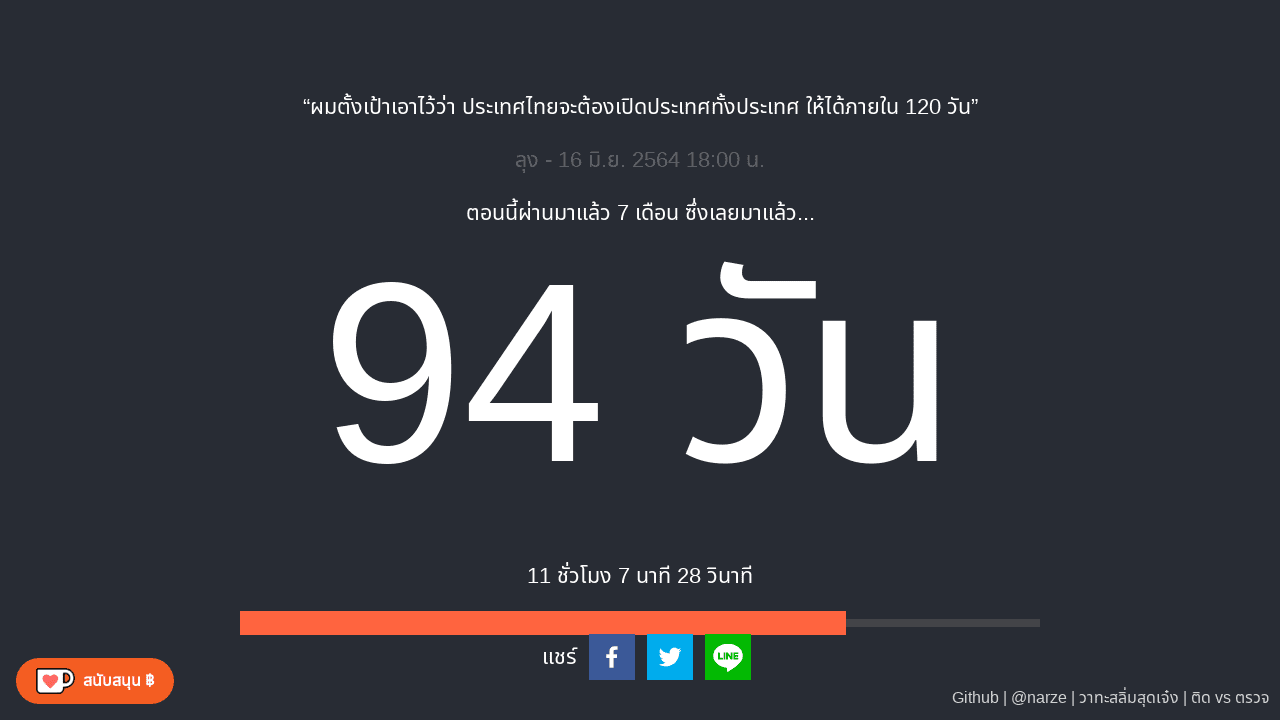 “ผมตั้งเป้าเอาไว้ว่า ประเทศไทยจะต้องเปิดประเทศทั้งประเทศ ให้ได้ภายใน 120 วัน”
ลุง - 16 มิ.ย. 2564 18:00 น.
ตอนนี้ผ่านมาแล้ว 7 เดือน ซึ่งเลยมาแล้ว...
94 วัน
11 ชั่วโมง 7 นาที 28 วินาที
แชร์
LINE
สนับสนุน ฿
Github | @narze | วาทะสลิ่มสุดเจ๋ง | ติด vs ตรวจ